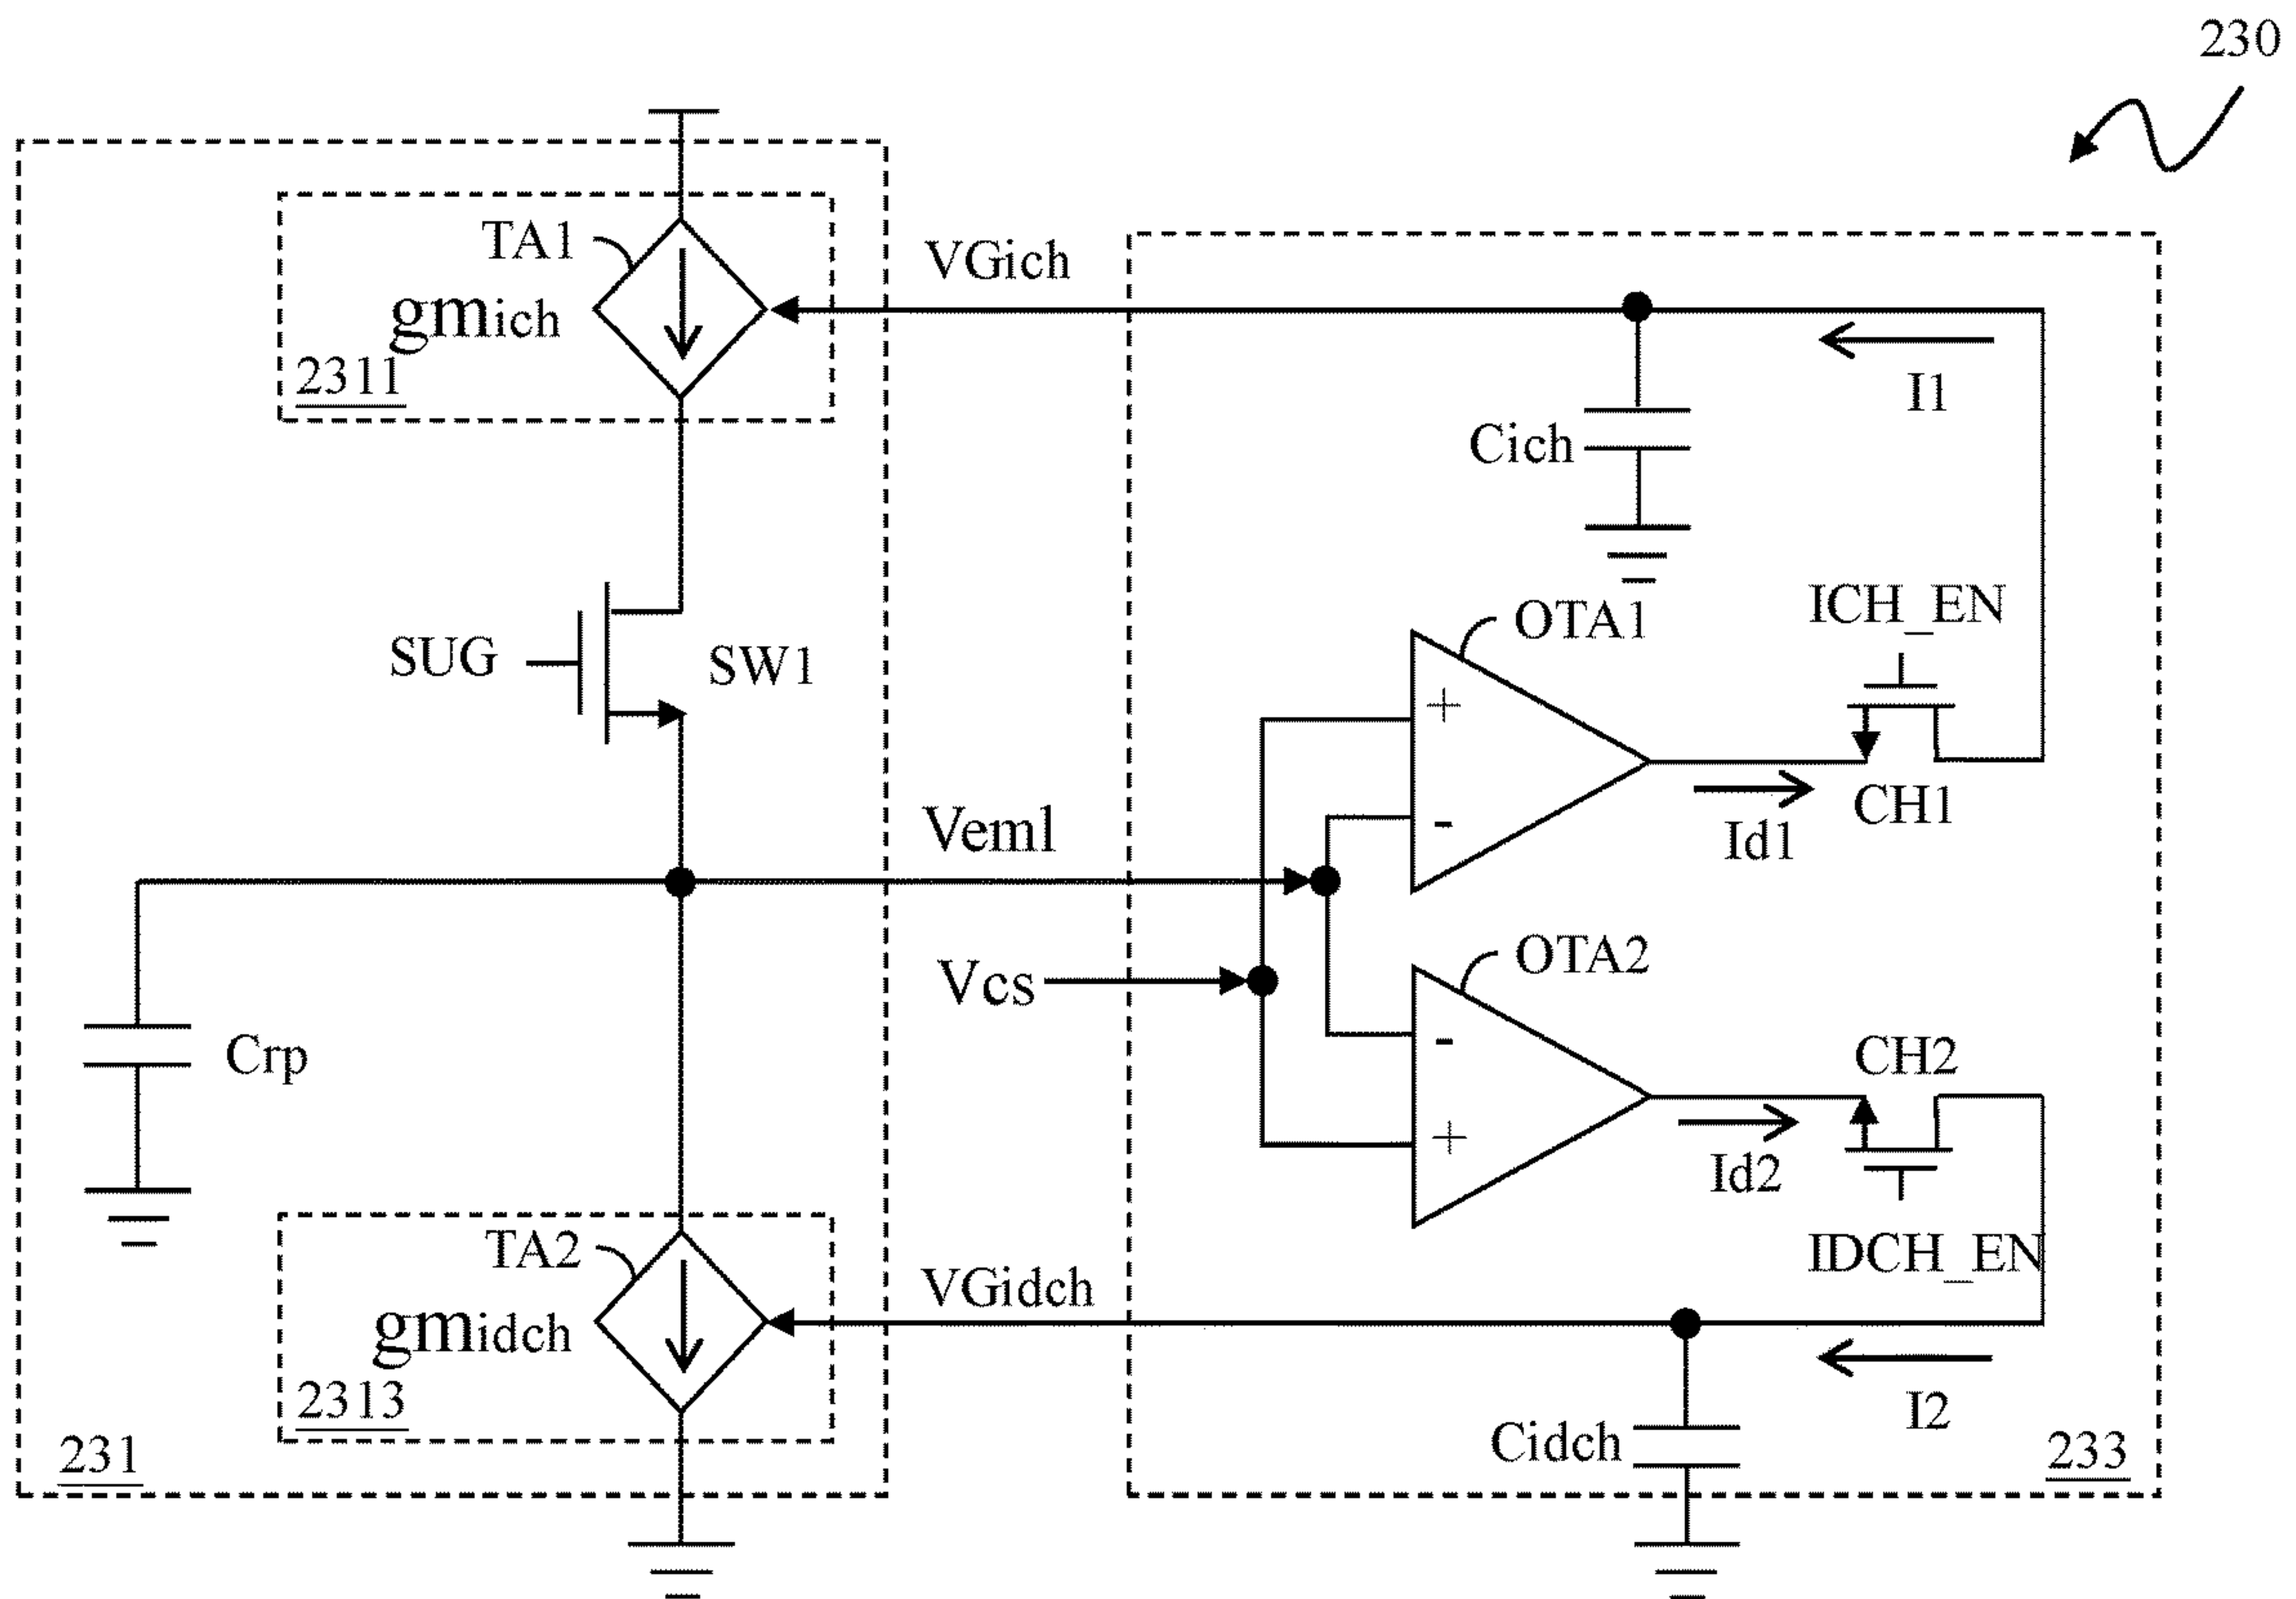 230
TA1
VGich
gmich
2311
I1
Cich
ICH_EN
OTA1
+
SUG
SW1
CH1
Veml
-
Id1
OTA2
Vcs
-
CH2
Crp
+
Id2
TA2
IDCH_EN
VGidch
gmidch
2313
I2
Cidch
231
233